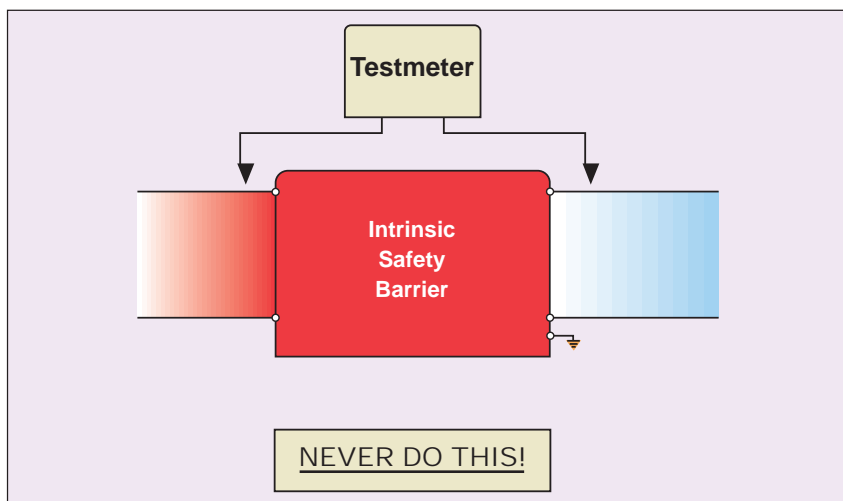 Testmeter
Intrinsic
Safety
Barrier
NEVER DO THIS!